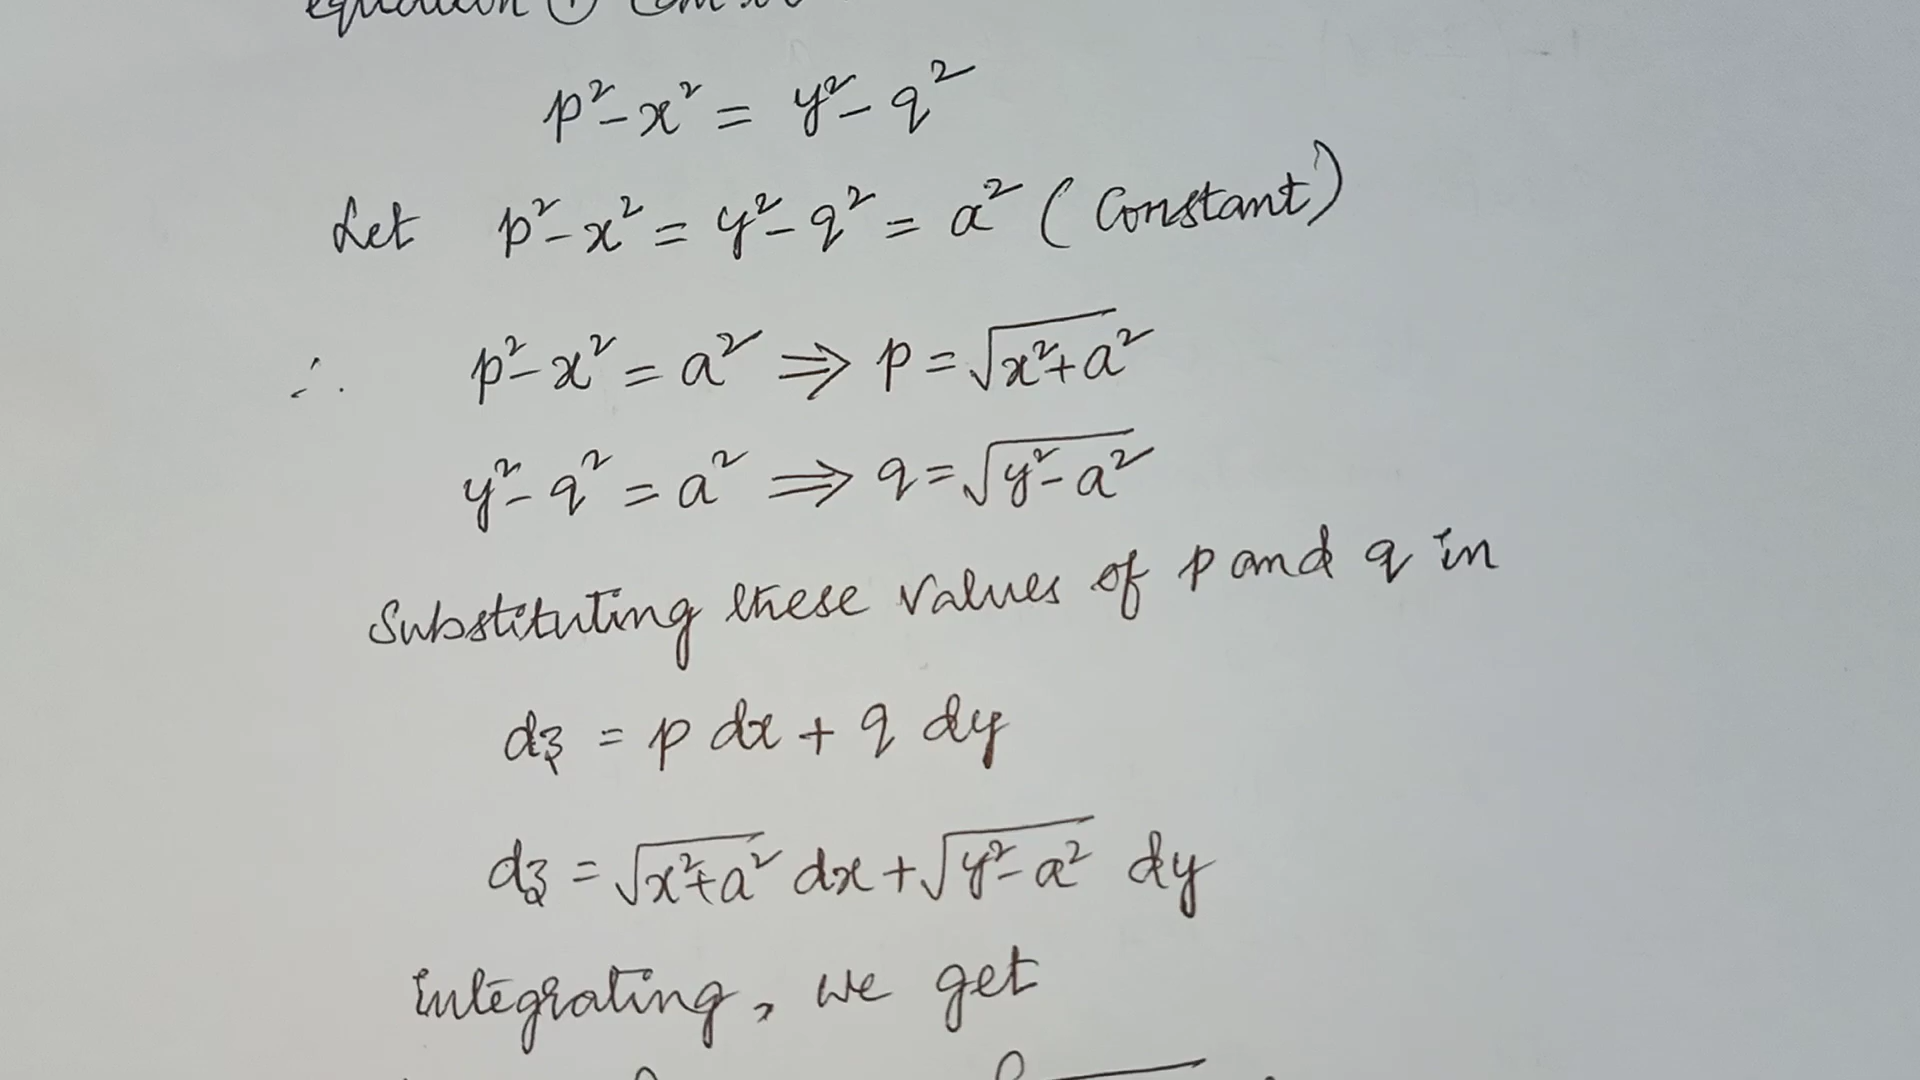 equation ①
p² - x² = y² - q²
Let p² - x² = y² - q² = a² (Constant)
∴ p² - x² = a² ⇒ p = √x²+a²
y² - q² = a² ⇒ q = √y²-a²
Substituting these values of p and q in
dz = p dx + q dy
dz = √x²+a² dx + √y²-a² dy
integrating, we get